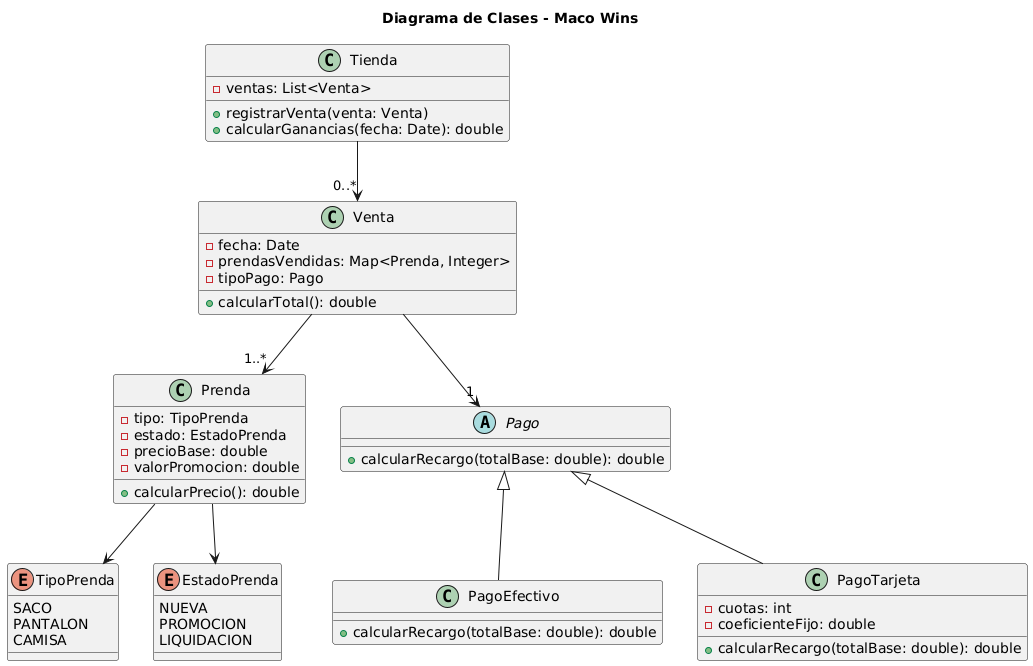 Diagrama de Clases - Maco Wins
C Tienda
ventas: List<Venta>
registrarVenta(venta: Venta)
calcularGanancias(fecha: Date): double
0..*
C Venta
fecha: Date
prendasVendidas: Map<Prenda, Integer>
tipoPago: Pago
calcularTotal(): double
1..*
1
C Prenda
tipo: TipoPrenda
estado: EstadoPrenda
precioBase: double
valorPromocion: double
calcularPrecio(): double
A Pago
calcularRecargo(totalBase: double): double
E TipoPrenda
SACO
PANTALON
CAMISA
E EstadoPrenda
NUEVA
PROMOCION
LIQUIDACION
C PagoEfectivo
calcularRecargo(totalBase: double): double
C PagoTarjeta
cuotas: int
coeficienteFijo: double
calcularRecargo(totalBase: double): double